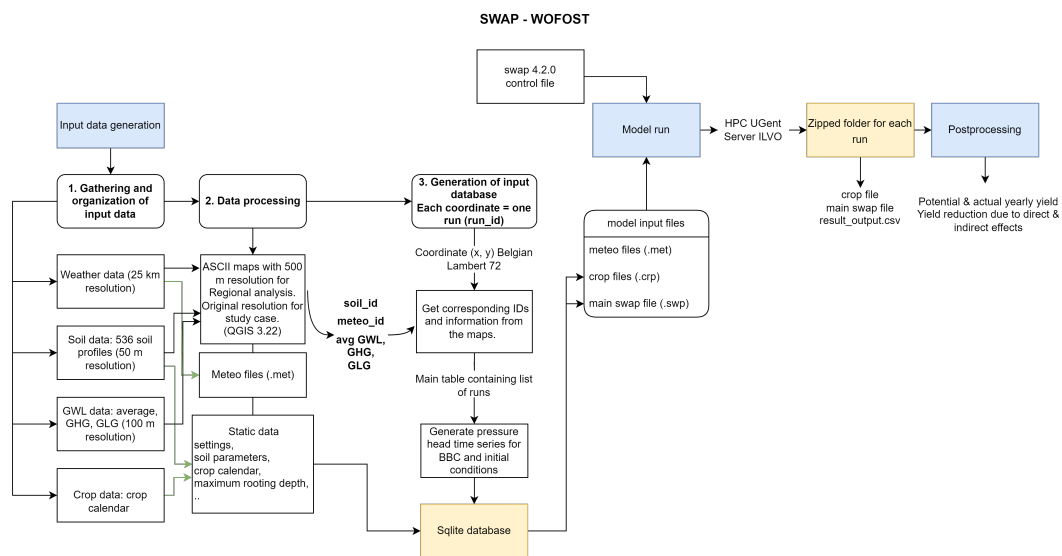 SWAP - WOFOST
swap 4.2.0
control file
Input data generation
Model run
HPC UGent
Server ILVO
Zipped folder for each
run
Postprocessing
1. Gathering and
organization of
input data
2. Data processing
3. Generation of input
database
Each coordinate = one
run (run_id)
crop file
main swap file
result_output.csv
Potential & actual yearly yield
Yield reduction due to direct &
indirect effects
model input files
meteo files (.met)
crop files (.crp)
main swap file (.swp)
Coordinate (x, y) Belgian
Lambert 72
Weather data (25 km
resolution)
ASCII maps with 500
m resolution for
Regional analysis.
Original resolution for
study case.
(QGIS 3.22)
soil_id
meteo_id
avg GWL,
GHG,
GLG
Get corresponding IDs
and information from
the maps.
Soil data: 536 soil
profiles (50 m
resolution)
Meteo files (.met)
Main table containing list
of runs
GWL data: average,
GHG, GLG (100 m
resolution)
Static data
settings,
soil parameters,
crop calendar,
maximum rooting depth,
..
Generate pressure
head time series for
BBC and initial
conditions
Crop data: crop
calendar
Sqlite database